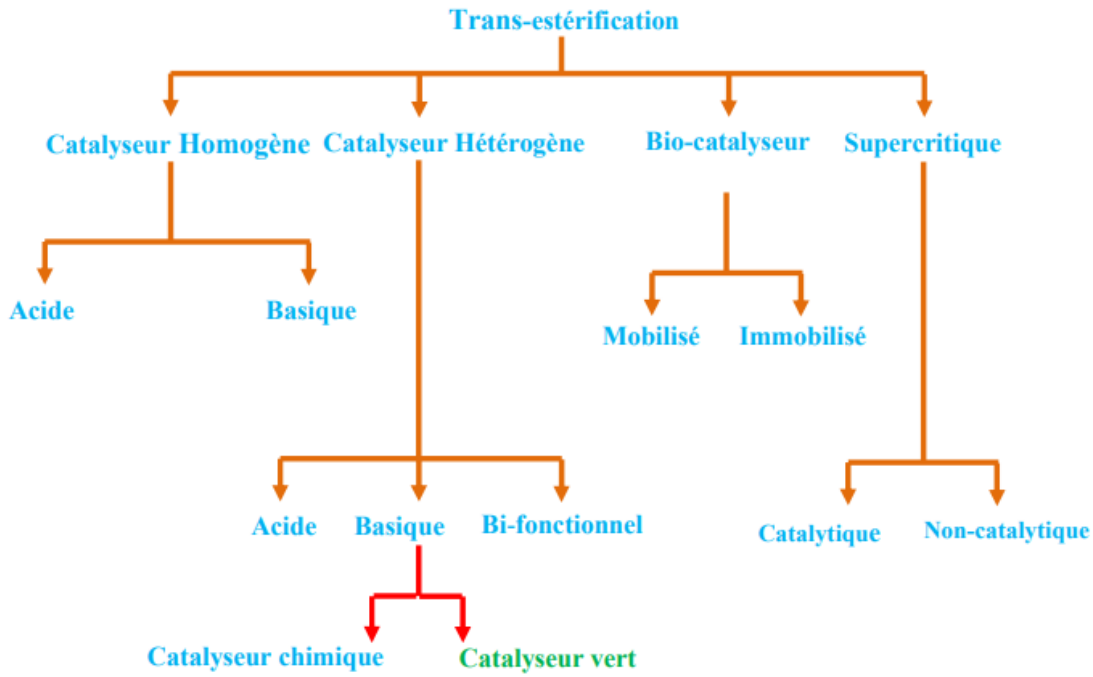 Trans-estérification
Catalyseur Homogène
Catalyseur Hétérogène
Bio-catalyseur
Supercritique
Acide
Basique
Mobilisé
Immobilisé
Acide
Basique
Bi-fonctionnel
Catalytique
Non-catalytique
Catalyseur chimique
Catalyseur vert